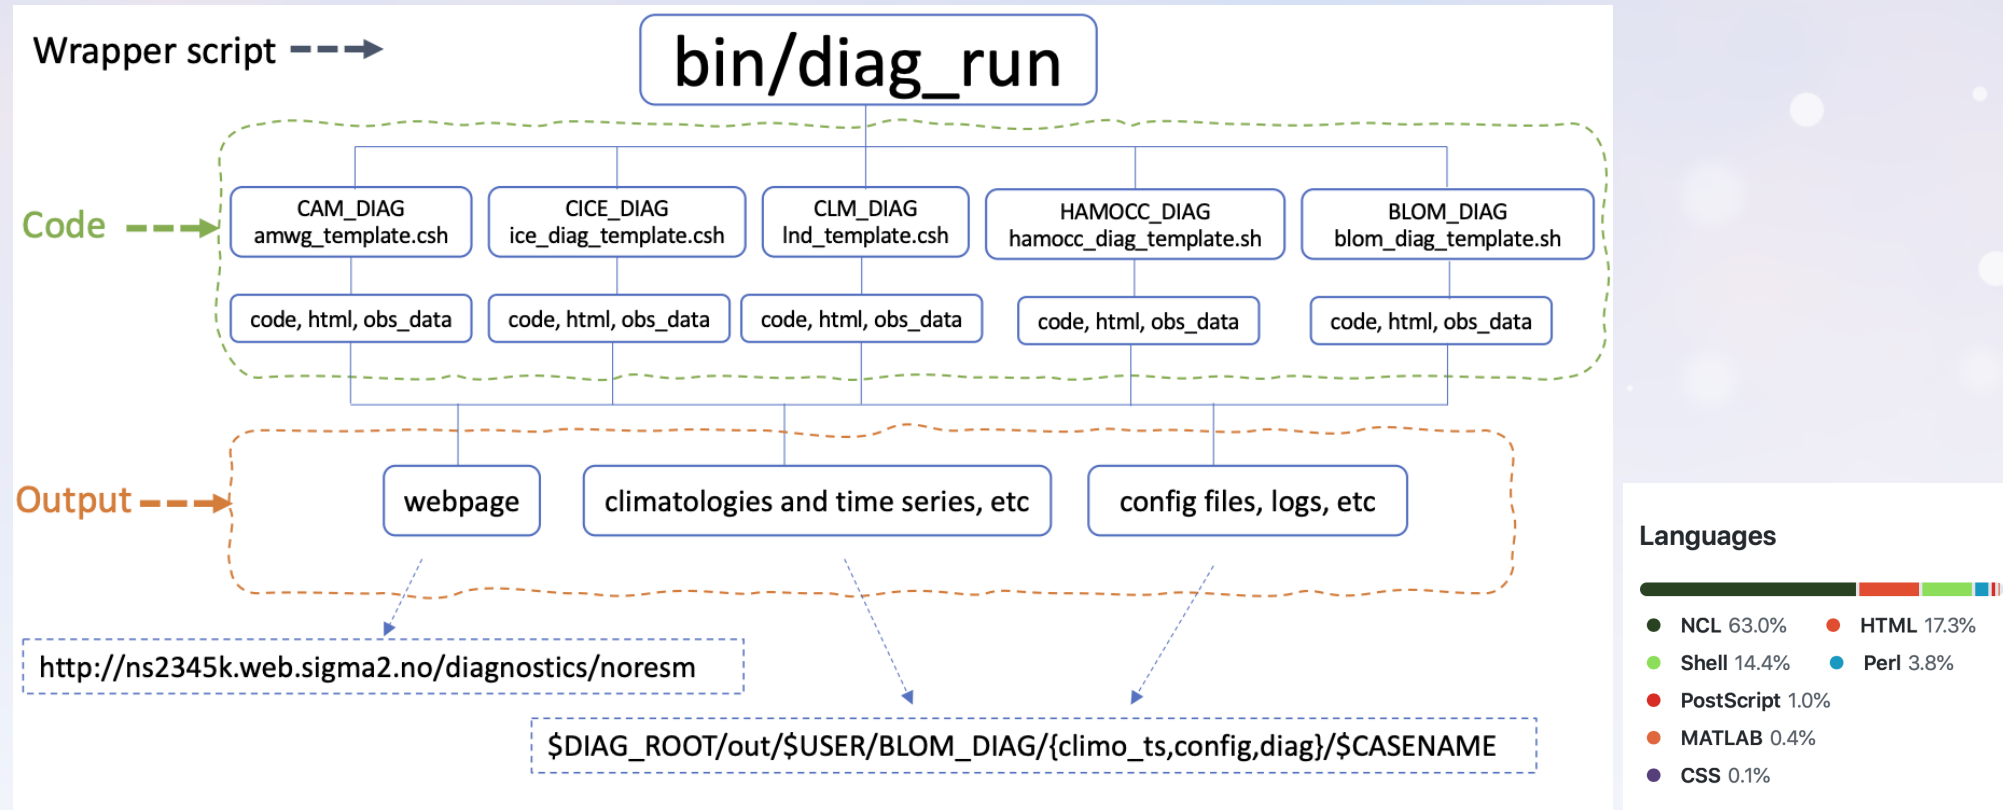 Wrapper script
bin/diag_run
Code
CAM_DIAG
amwg_template.csh
CICE_DIAG
ice_diag_template.csh
CLM_DIAG
lnd_template.csh
HAMOCC_DIAG
hamocc_diag_template.sh
BLOM_DIAG
blom_diag_template.sh
code, html, obs_data
code, html, obs_data
code, html, obs_data
code, html, obs_data
code, html, obs_data
Output
webpage
climatologies and time series, etc
config files, logs, etc
http://ns2345k.web.sigma2.no/diagnostics/noresm
$DIAG_ROOT/out/$USER/BLOM_DIAG/{climo_ts,config,diag}/$CASENAME
Languages
NCL 63.0%
HTML 17.3%
Shell 14.4%
Perl 3.8%
PostScript 1.0%
MATLAB 0.4%
CSS 0.1%